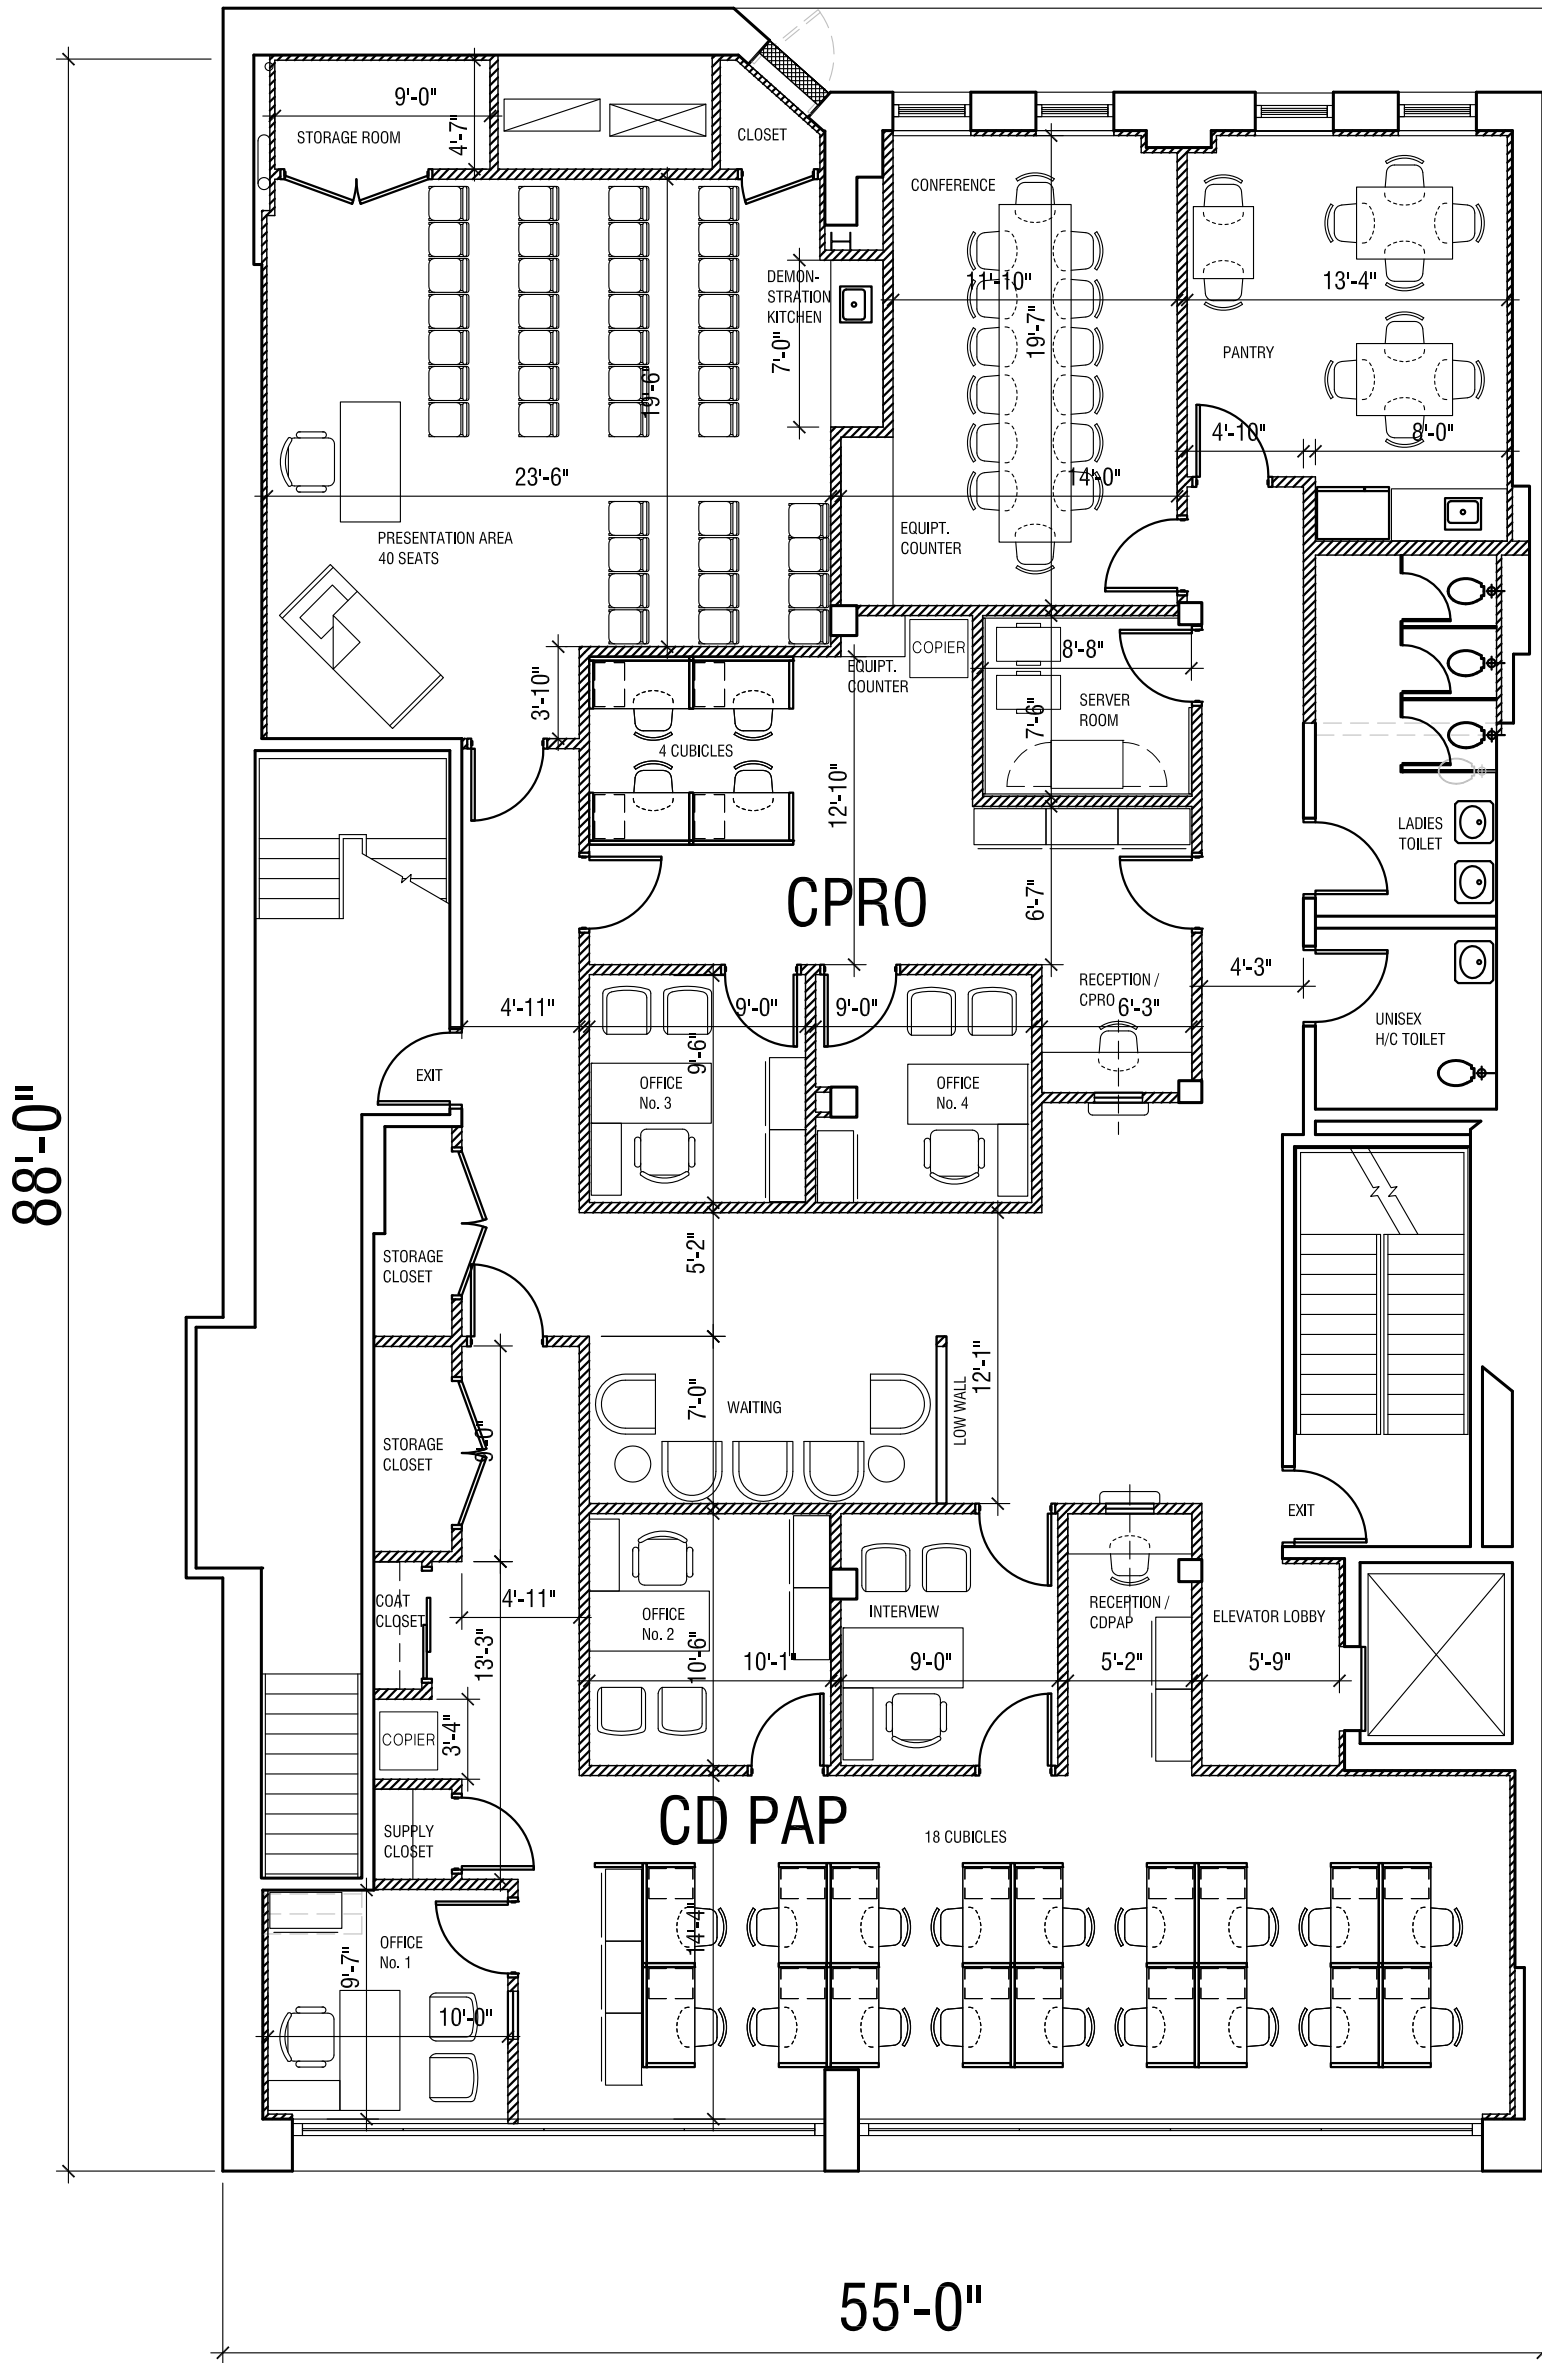 9'-0"
4'-7"
STORAGE ROOM
CLOSET
CONFERENCE
DEMON-
STRATION
KITCHEN
7'-0"
11'-10"
19'-7"
13'-4"
PANTRY
19'-6"
4'-10"
8'-0"
23'-6"
14'-0"
PRESENTATION AREA
40 SEATS
EQUIPT.
COUNTER
3'-10"
EQUIPT.
COUNTER
COPIER
8'-8"
SERVER
ROOM
7'-6"
4 CUBICLES
12'-10"
LADIES
TOILET
CPRO
6'-7"
RECEPTION /
CPRO
4'-3"
4'-11"
9'-0"
9'-0"
6'-3"
UNISEX
H/C TOILET
9'-6"
EXIT
OFFICE
No. 3
OFFICE
No. 4
88'-0"
STORAGE
CLOSET
5'-2"
12'-1"
7'-0"
WAITING
LOW WALL
STORAGE
CLOSET
9'-0"
EXIT
COAT
CLOSET
4'-11"
OFFICE
No. 2
INTERVIEW
RECEPTION /
CDPAP
ELEVATOR LOBBY
13'-3"
10'-6"
10'-1"
9'-0"
5'-2"
5'-9"
COPIER
3'-4"
CD PAP
SUPPLY
CLOSET
18 CUBICLES
14'-4"
OFFICE
No. 1
9'-7"
10'-0"
55'-0"